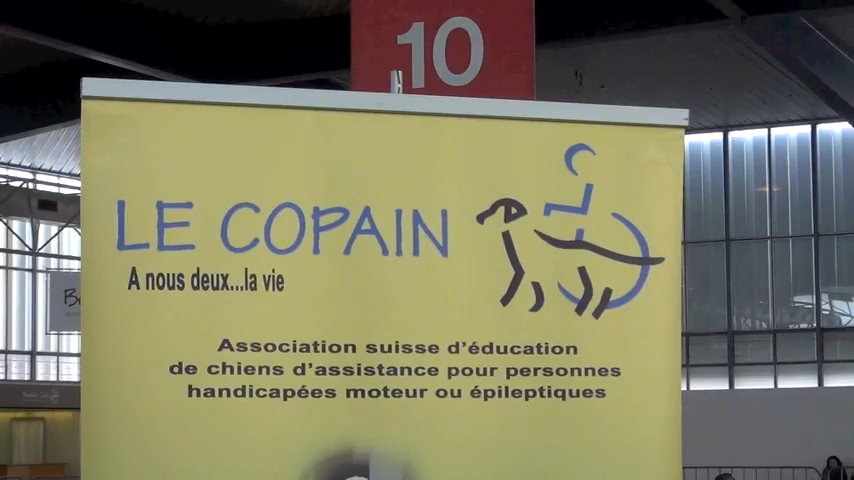 10
LE COPAIN
A nous deux...la vie
Association suisse d'éducation
de chiens d'assistance pour personnes
handicapées moteur ou épileptiques